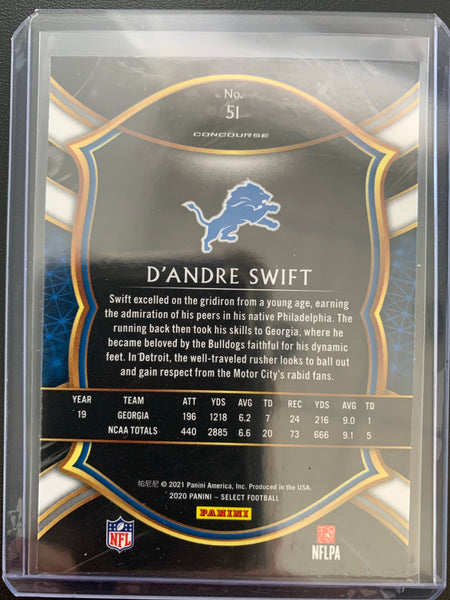 No.
51
CONCOURSE
D'ANDRE SWIFT
Swift excelled on the gridiron from a young age, earning
the admiration of his peers in his native Philadelphia. The
running back then took his skills to Georgia, where he
became beloved by the Bulldogs faithful for his dynamic
feet. In Detroit, the well-traveled rusher looks to ball out
and gain respect from the Motor City's rabid fans.
YEAR TEAM ATT YDS AVG TD REC YDS AVG TD
19 GEORGIA 196 1218 6.2 7 24 216 9.0 1
NCAA TOTALS 440 2885 6.6 20 73 666 9.1 5
帕尼尼 © 2021 Panini America, Inc. Produced in the USA.
2020 PANINI – SELECT FOOTBALL
NFL PANINI NFLPA